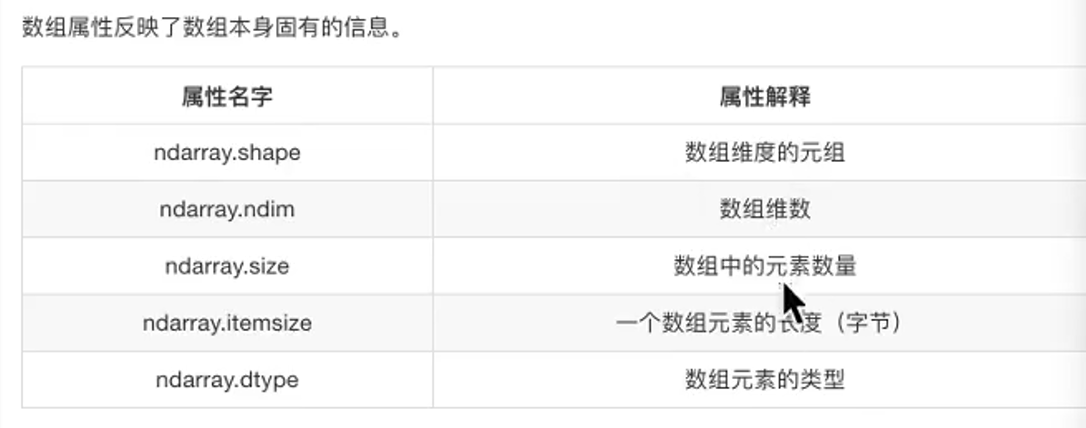 数组属性反映了数组本身固有的信息。
属性名字 属性解释
ndarray.shape 数组维度的元组
ndarray.ndim 数组维数
ndarray.size 数组中的元素数量
ndarray.itemsize 一个数组元素的长度（字节）
ndarray.dtype 数组元素的类型